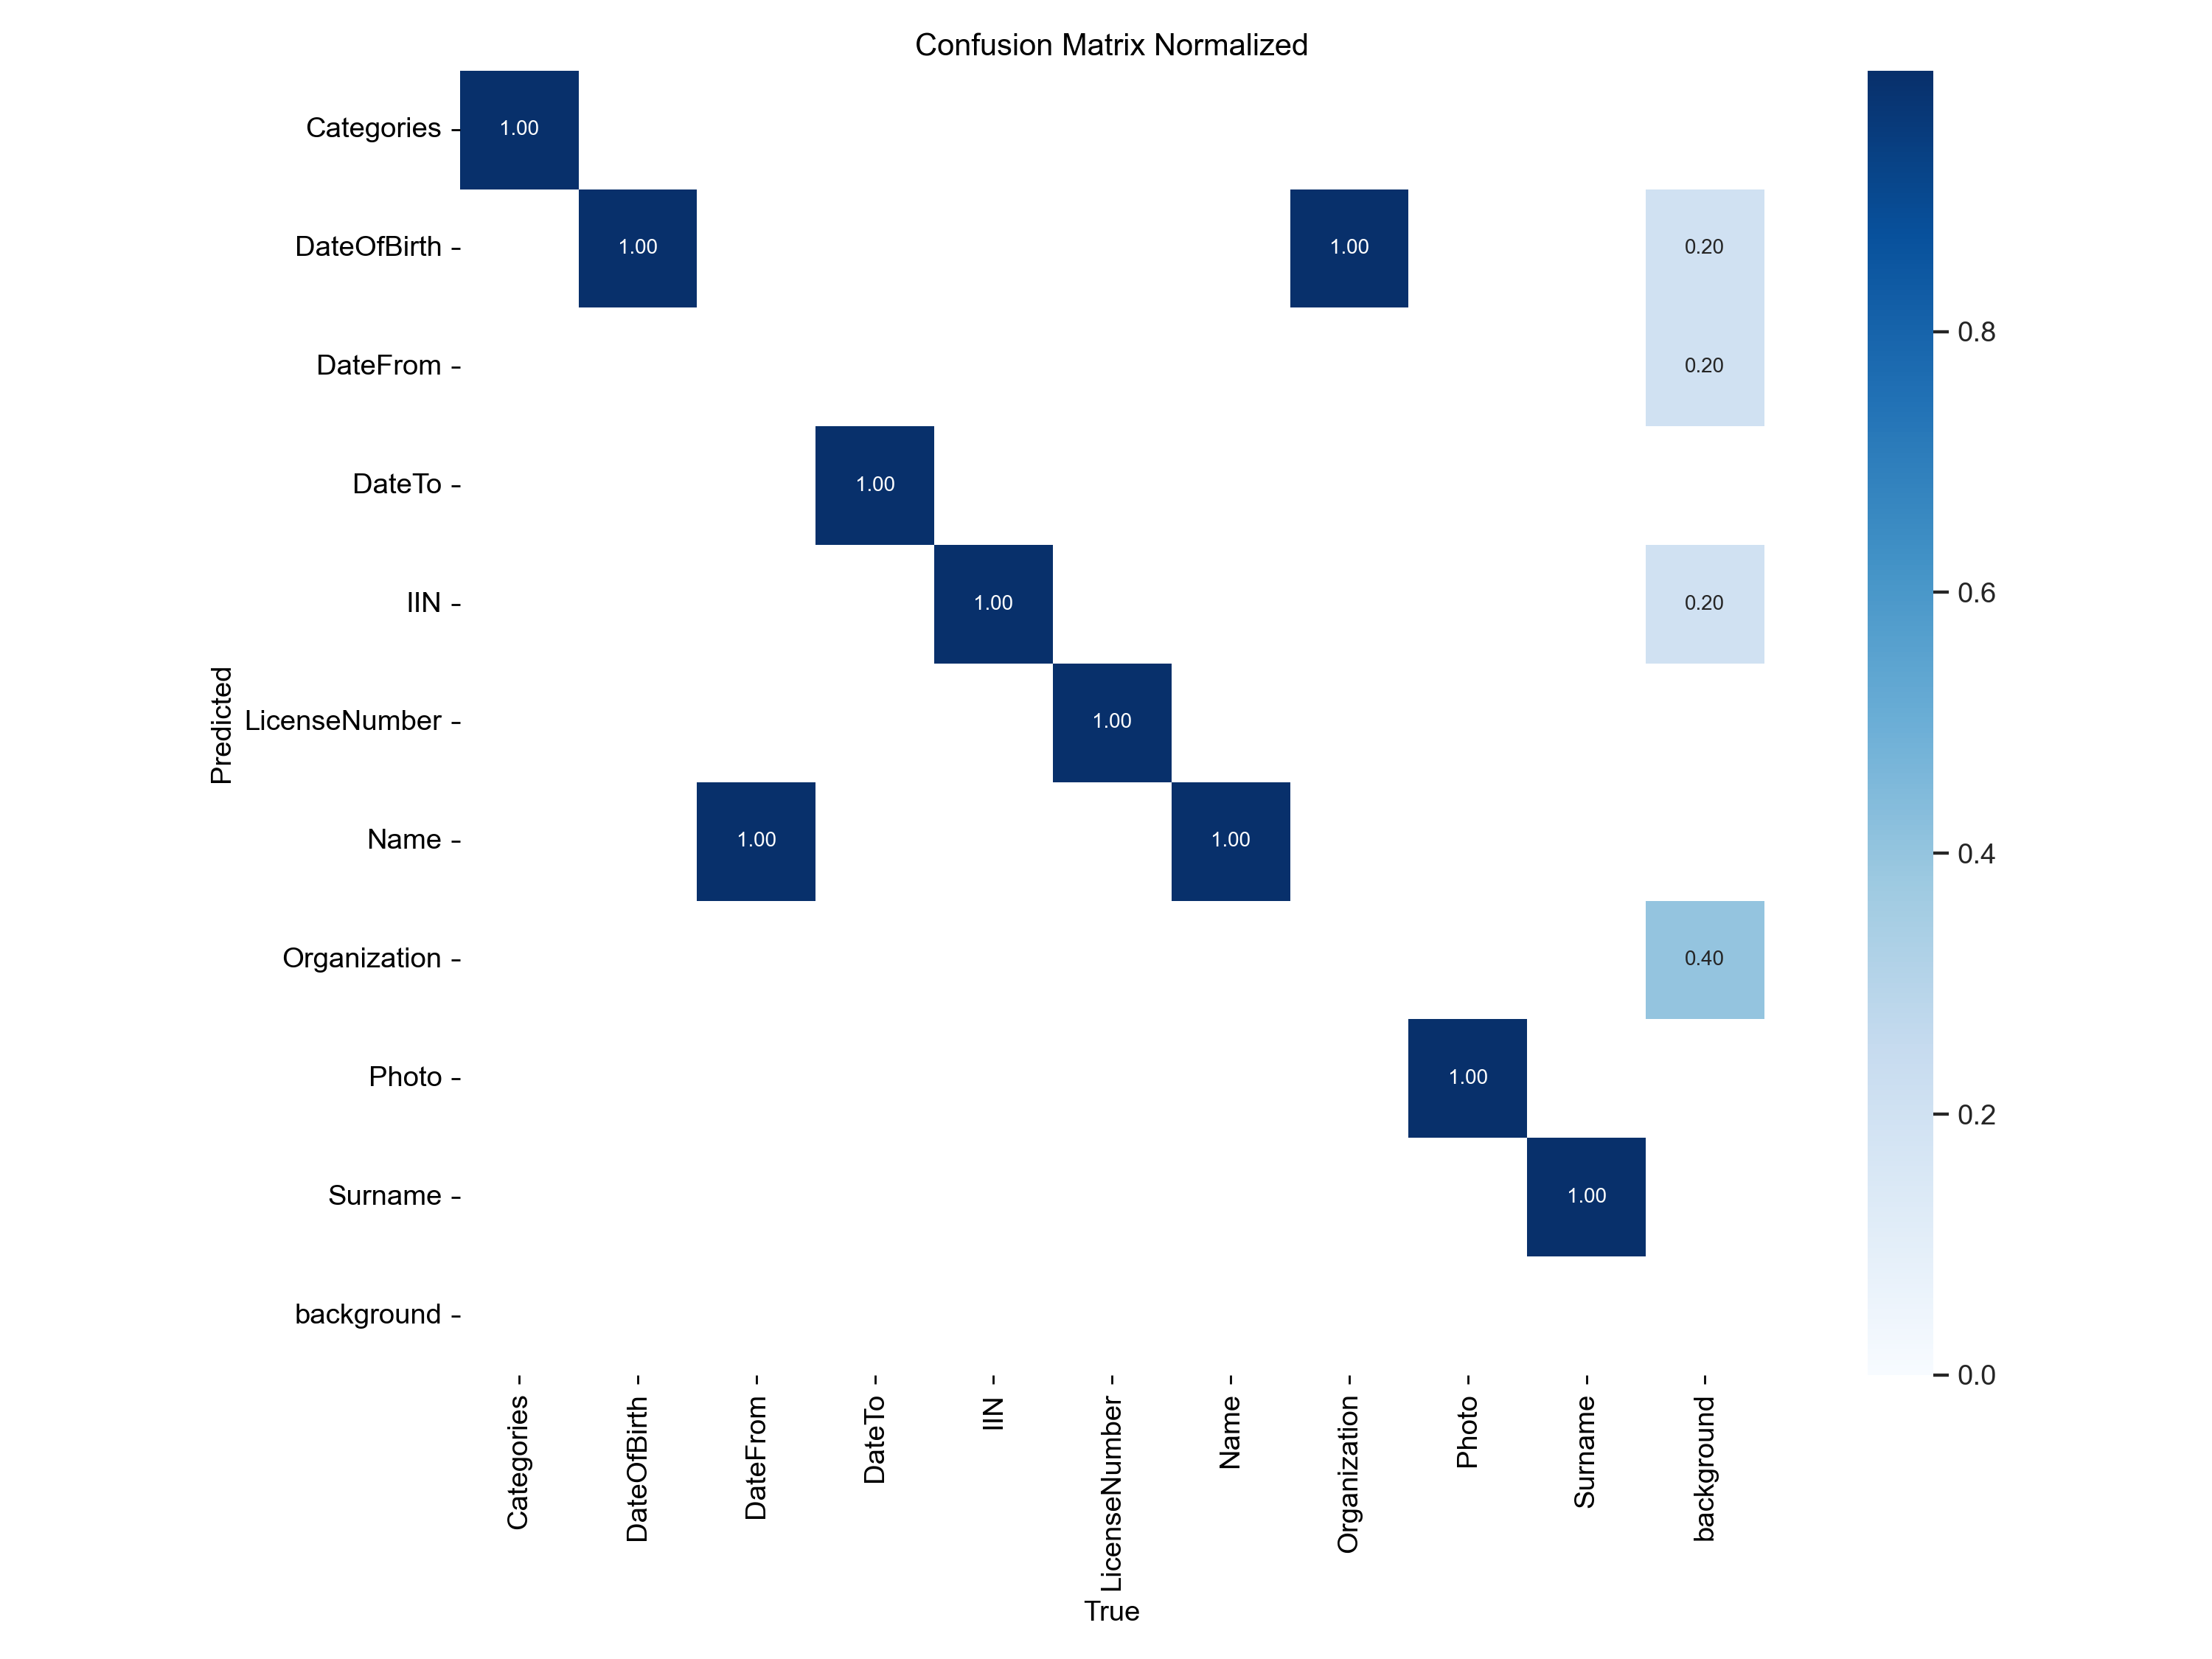 Confusion Matrix Normalized
Categories 1.00
DateOfBirth 1.00 1.00 0.20
DateFrom 0.20
DateTo 1.00
IIN 1.00 0.20
LicenseNumber 1.00
Name 1.00 1.00
Organization 0.40
Photo 1.00
Surname 1.00
background
Predicted
Categories DateOfBirth DateFrom DateTo IIN LicenseNumber Name Organization Photo Surname background
True
0.8
0.6
0.4
0.2
0.0